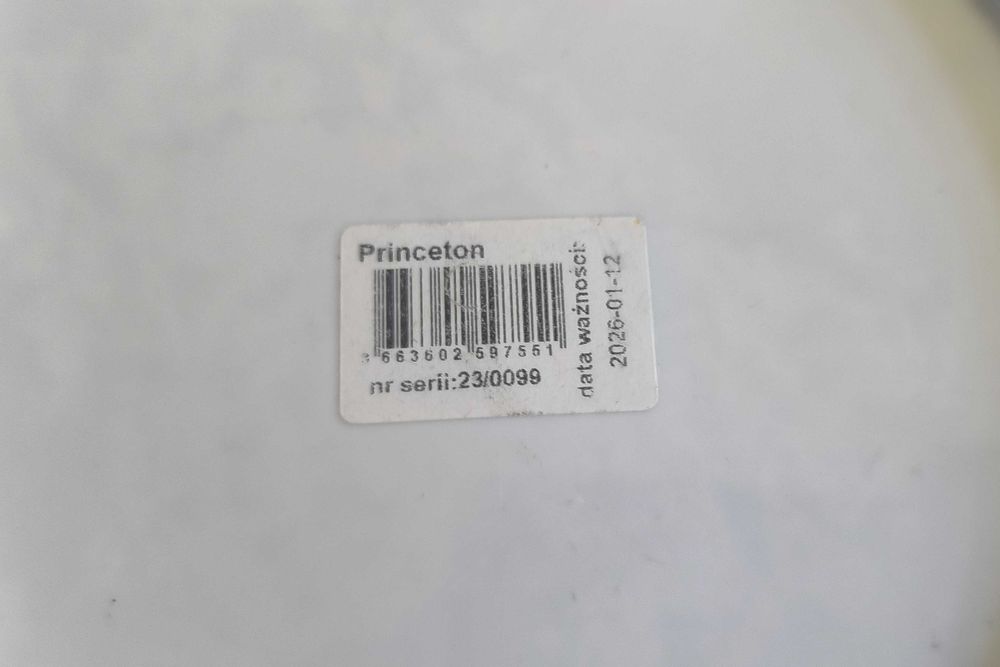 Princeton
3 663602 597551
nr serii:23/0099
data ważności:
2026-01-12